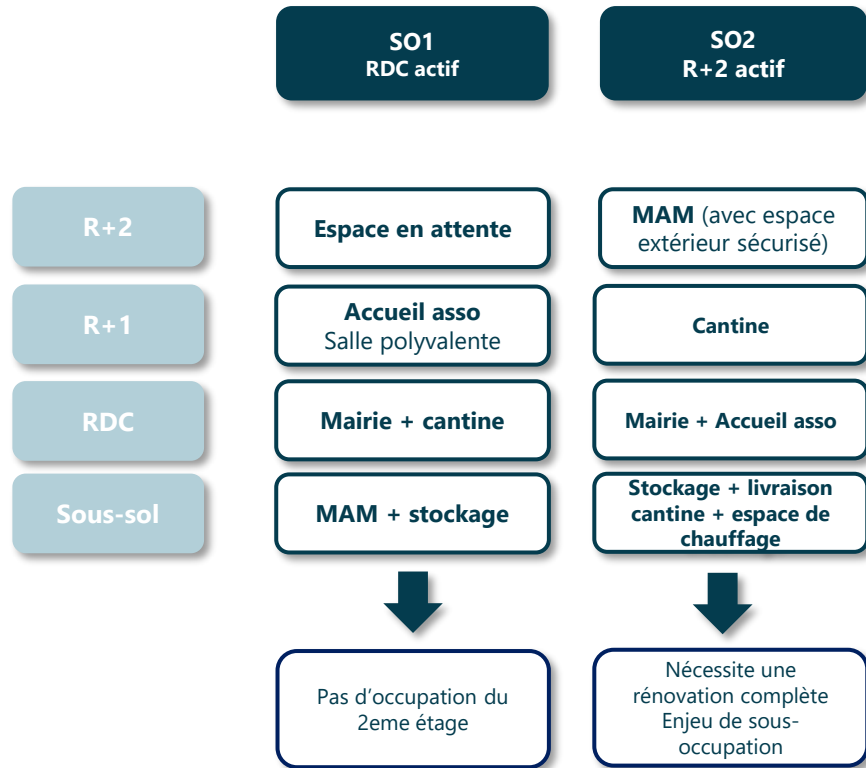 SO1
RDC actif
SO2
R+2 actif
R+2
Espace en attente
MAM (avec espace
extérieur sécurisé)
R+1
Accueil asso
Salle polyvalente
Cantine
RDC
Mairie + cantine
Mairie + Accueil asso
Sous-sol
MAM + stockage
Stockage + livraison
cantine + espace de
chauffage
Pas d’occupation du
2eme étage
Nécessite une
rénovation complète
Enjeu de sous-
occupation